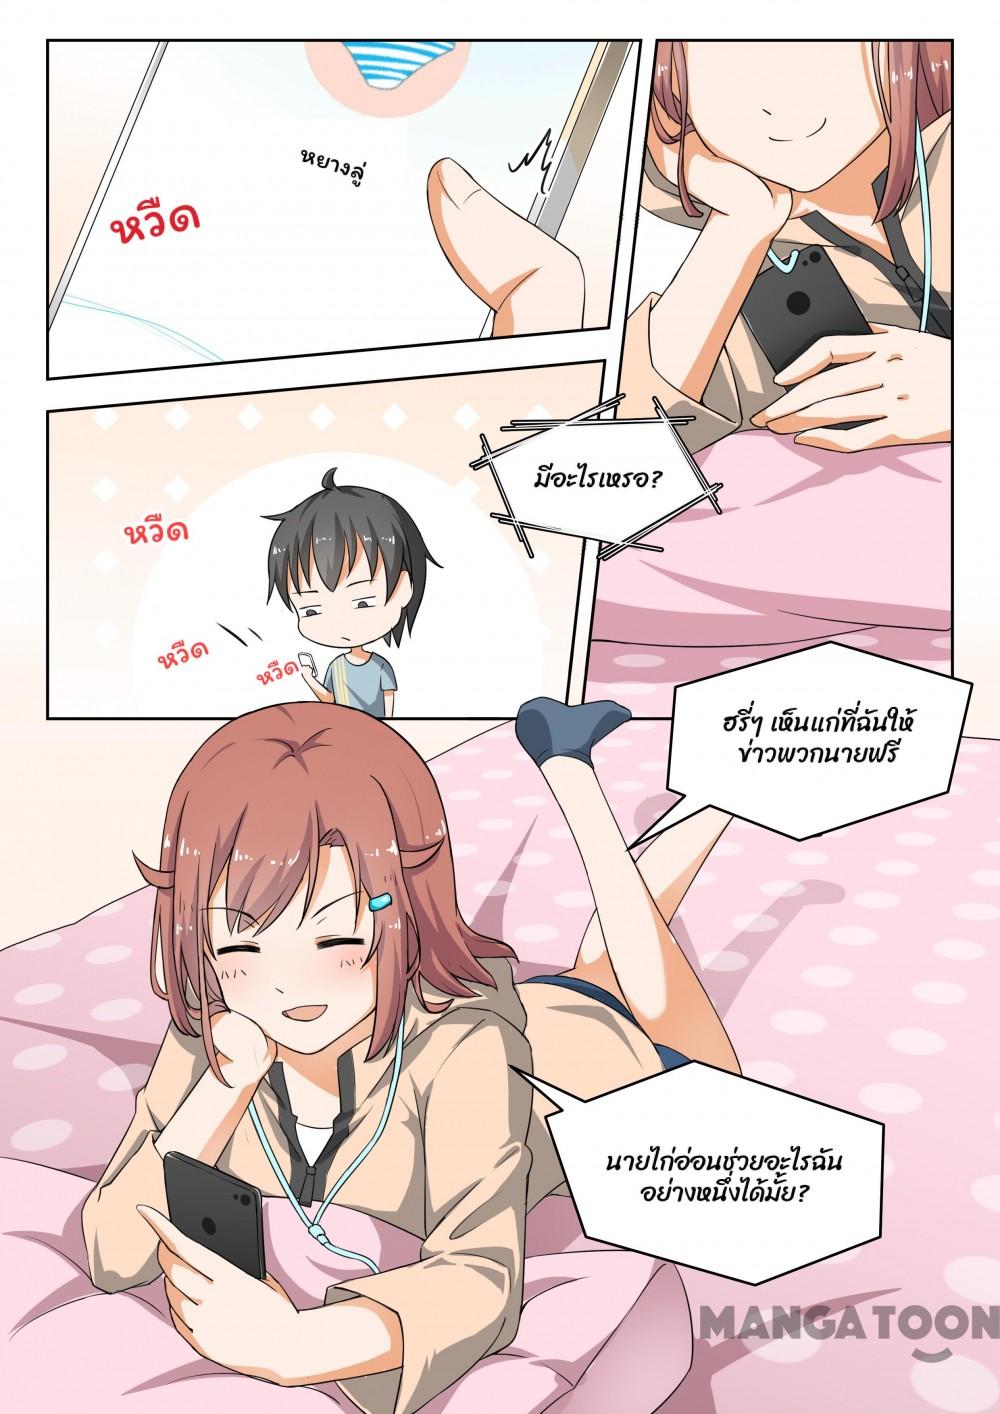 หยางลู่
หวืด
มีอะไรเหรอ?
หวืด
หวืด
หวืด
ฮรี่ๆ เห็นแก่ที่ฉันให้
ข่าวพวกนายฟรี
นายไก่อ่อนช่วยอะไรฉัน
อย่างหนึ่งได้มั้ย?
MANGATOON